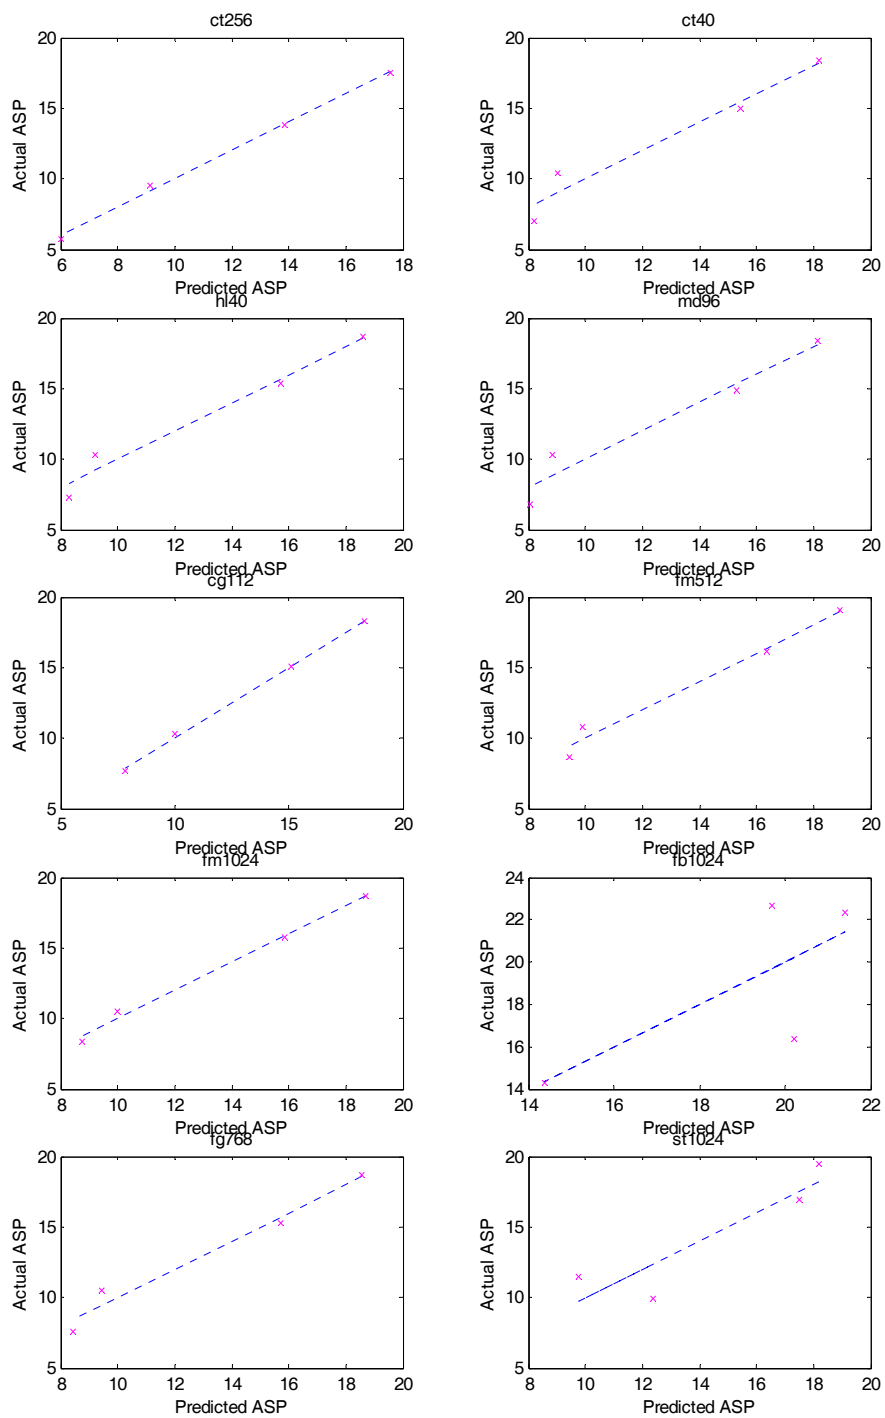 ct256
20
15
10
5
Actual ASP
6 8 10 12 14 16 18
Predicted ASP
ct40
20
15
10
5
Actual ASP
8 10 12 14 16 18 20
Predicted ASP
hl40
20
15
10
5
Actual ASP
8 10 12 14 16 18 20
Predicted ASP
md96
20
15
10
5
Actual ASP
8 10 12 14 16 18 20
Predicted ASP
cg112
20
15
10
5
Actual ASP
5 10 15 20
Predicted ASP
fm512
20
15
10
5
Actual ASP
8 10 12 14 16 18 20
Predicted ASP
fm1024
20
15
10
5
Actual ASP
8 10 12 14 16 18 20
Predicted ASP
fb1024
24
22
20
18
16
14
Actual ASP
14 16 18 20 22
Predicted ASP
fg768
20
15
10
5
Actual ASP
8 10 12 14 16 18 20
Predicted ASP
st1024
20
15
10
5
Actual ASP
8 10 12 14 16 18 20
Predicted ASP